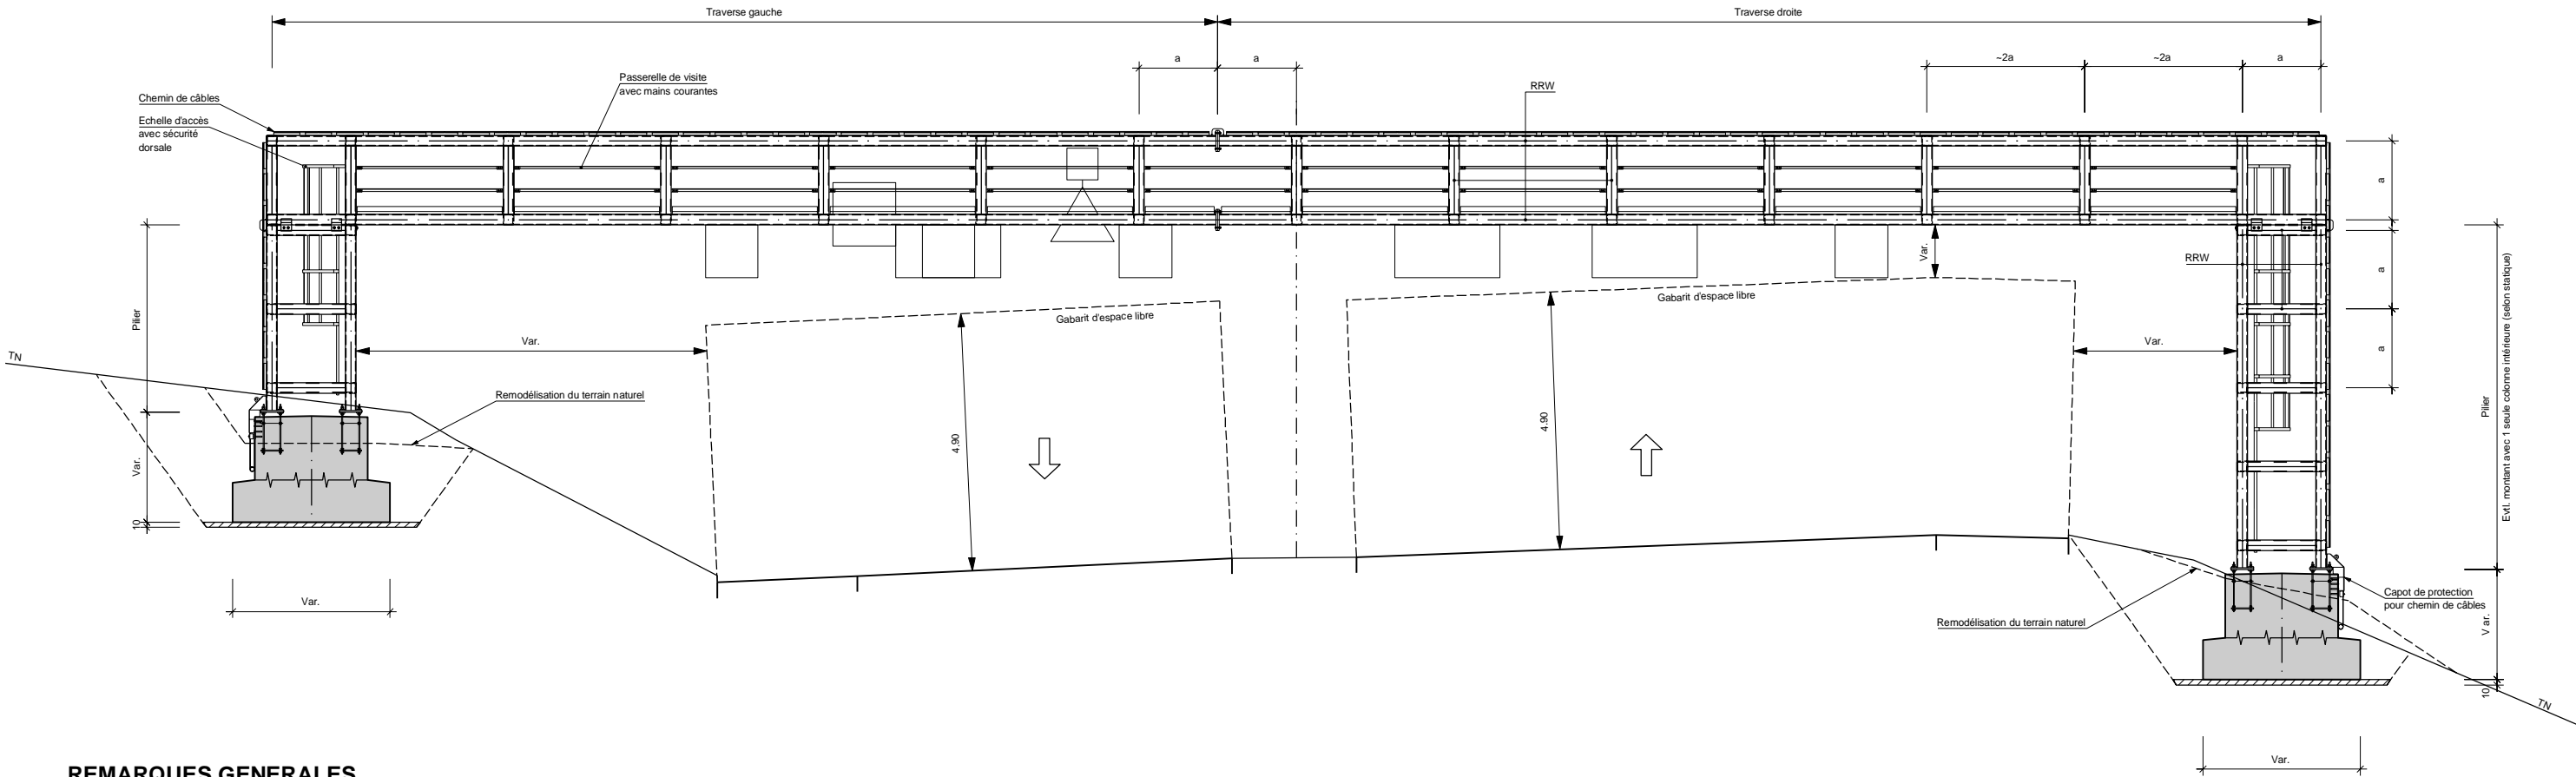 Traverse gauche
Traverse droite
a
a
~2a
~2a
a
Passerelle de visite
avec mains courantes
RRW
Chemin de câbles
Echelle d'accès
avec sécurité
dorsale
a
Var.
RRW
a
Gabarit d'espace libre
Gabarit d'espace libre
Pilier
Var.
Var.
a
TN
Evtl. montant avec 1 seule colonne intérieure (selon statique)
Remodélisation du terrain naturel
Pilier
4.90
4.90
Var.
10
Var.
Capot de protection
pour chemin de câbles
Remodélisation du terrain naturel
V ar.
10
TN
Var.
REMARQUES GENERALES